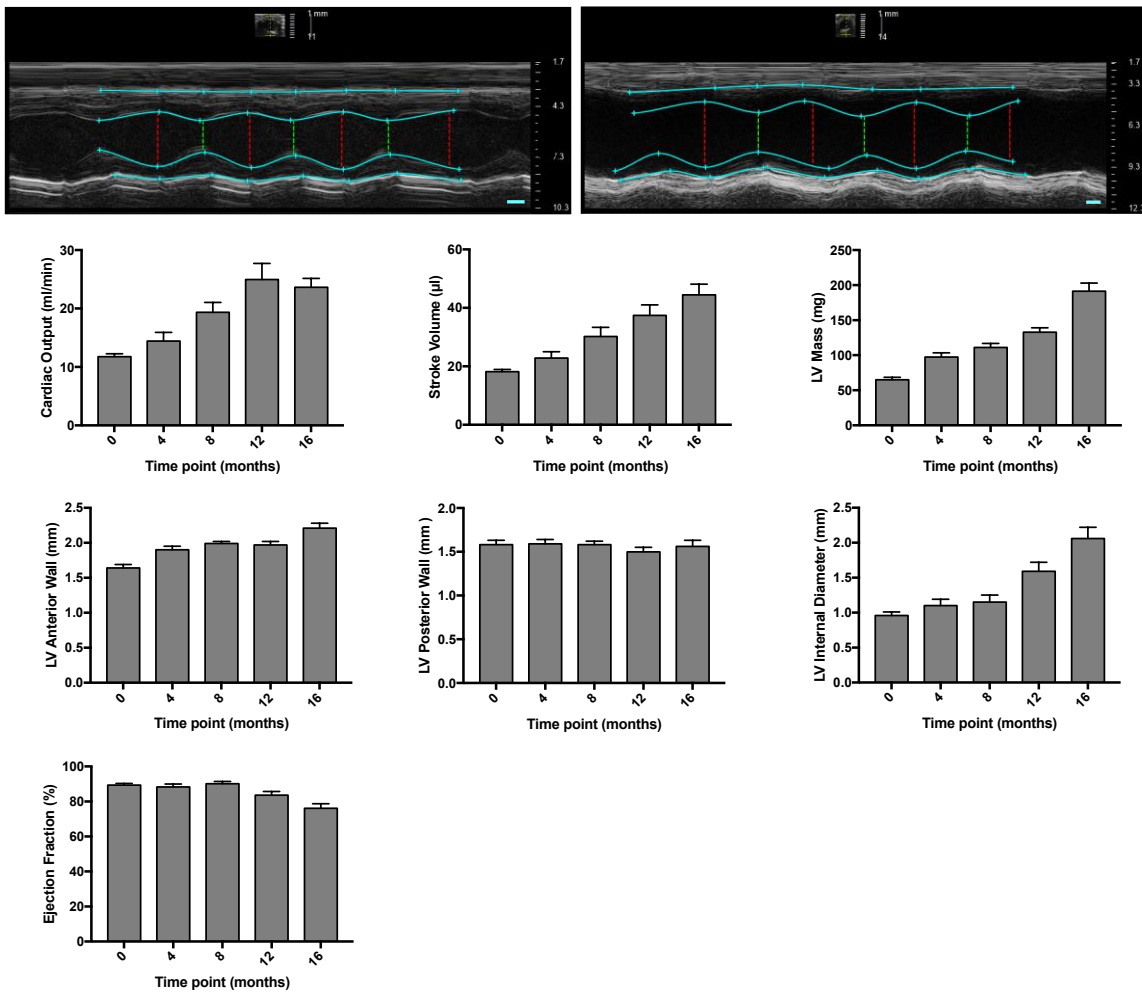 1 mm
11
1.7
4.3
7.3
10.3
1 mm
14
1.7
3.3
6.3
9.3
12.3
Cardiac Output (ml/min)
30
20
10
0
0 4 8 12 16
Time point (months)
Stroke Volume (µl)
60
40
20
0
0 4 8 12 16
Time point (months)
LV Mass (mg)
250
200
150
100
50
0
0 4 8 12 16
Time point (months)
LV Anterior Wall (mm)
2.5
2.0
1.5
1.0
0.5
0.0
0 4 8 12 16
Time point (months)
LV Posterior Wall (mm )
2.0
1.5
1.0
0.5
0.0
0 4 8 12 16
Time point (months)
LV Internal Diameter (mm)
2.5
2.0
1.5
1.0
0.5
0.0
0 4 8 12 16
Time point (months)
Ejection Fraction (%)
100
80
60
40
20
0
0 4 8 12 16
Time point (months)